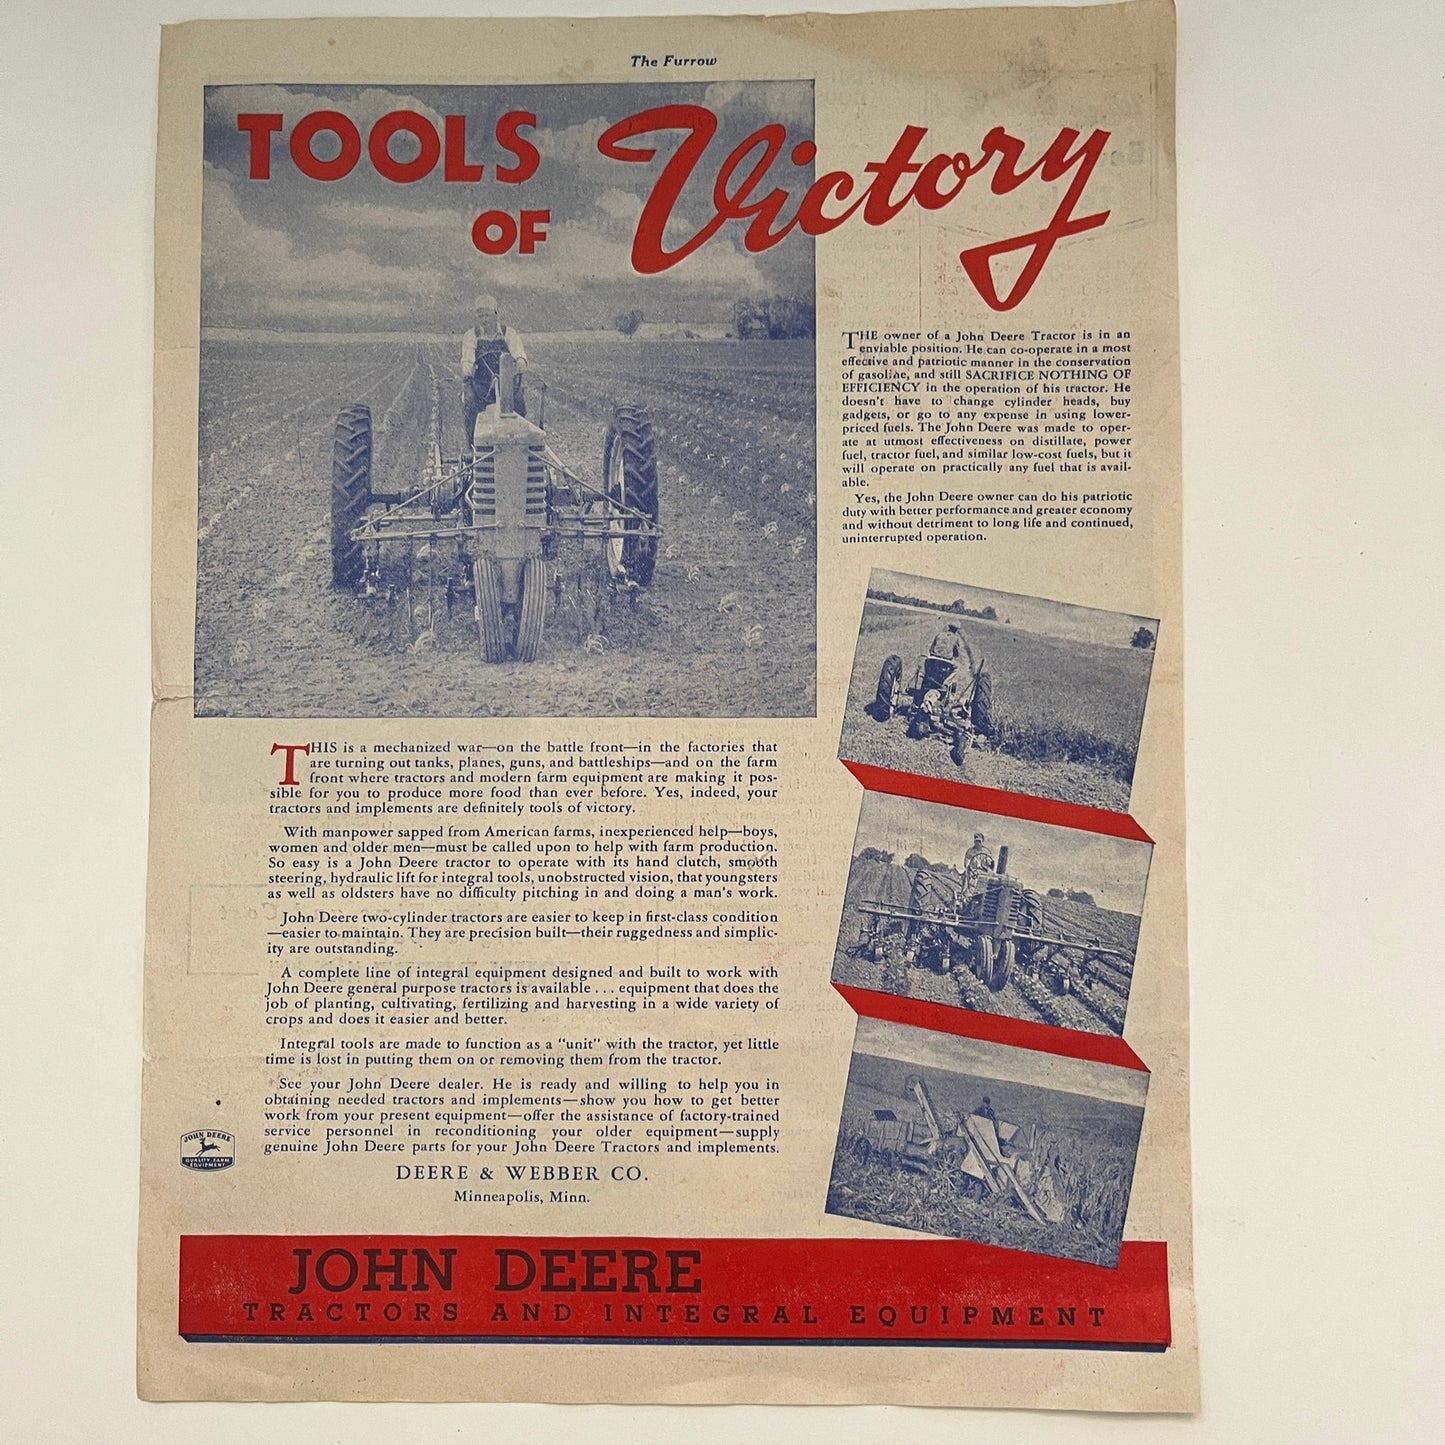 The Furrow
TOOLS
OF Victory
THE owner of a John Deere Tractor is in an
enviable position. He can co-operate in a most
effective and patriotic manner in the conservation
of gasoline, and still SACRIFICE NOTHING OF
EFFICIENCY in the operation of his tractor. He
doesn't have to change cylinder heads, buy
gadgets, or go to any expense in using lower-
priced fuels. The John Deere was made to oper-
ate at utmost effectiveness on distillate, power
fuel, tractor fuel, and similar low-cost fuels, but it
will operate on practically any fuel that is avail-
able.
Yes, the John Deere owner can do his patriotic
duty with better performance and greater economy
and without detriment to long life and continued,
uninterrupted operation.
THIS is a mechanized war—on the battle front—in the factories that
are turning out tanks, planes, guns, and battleships—and on the farm
front where tractors and modern farm equipment are making it pos-
sible for you to produce more food than ever before. Yes, indeed, your
tractors and implements are definitely tools of victory.
With manpower sapped from American farms, inexperienced help—boys,
women and older men—must be called upon to help with farm production.
So easy is a John Deere tractor to operate with its hand clutch, smooth
steering, hydraulic lift for integral tools, unobstructed vision, that youngsters
as well as oldsters have no difficulty pitching in and doing a man's work.
John Deere two-cylinder tractors are easier to keep in first-class condition
—easier to maintain. They are precision built—their ruggedness and simplic-
ity are outstanding.
A complete line of integral equipment designed and built to work with
John Deere general purpose tractors is available . . . equipment that does the
job of planting, cultivating, fertilizing and harvesting in a wide variety of
crops and does it easier and better.
Integral tools are made to function as a "unit" with the tractor, yet little
time is lost in putting them on or removing them from the tractor.
See your John Deere dealer. He is ready and willing to help you in
obtaining needed tractors and implements—show you how to get better
work from your present equipment—offer the assistance of factory-trained
service personnel in reconditioning your older equipment—supply
genuine John Deere parts for your John Deere Tractors and implements.
DEERE & WEBBER CO.
Minneapolis, Minn.
JOHN DEERE
QUALITY FARM
EQUIPMENT
JOHN DEERE
TRACTORS AND INTEGRAL EQUIPMENT